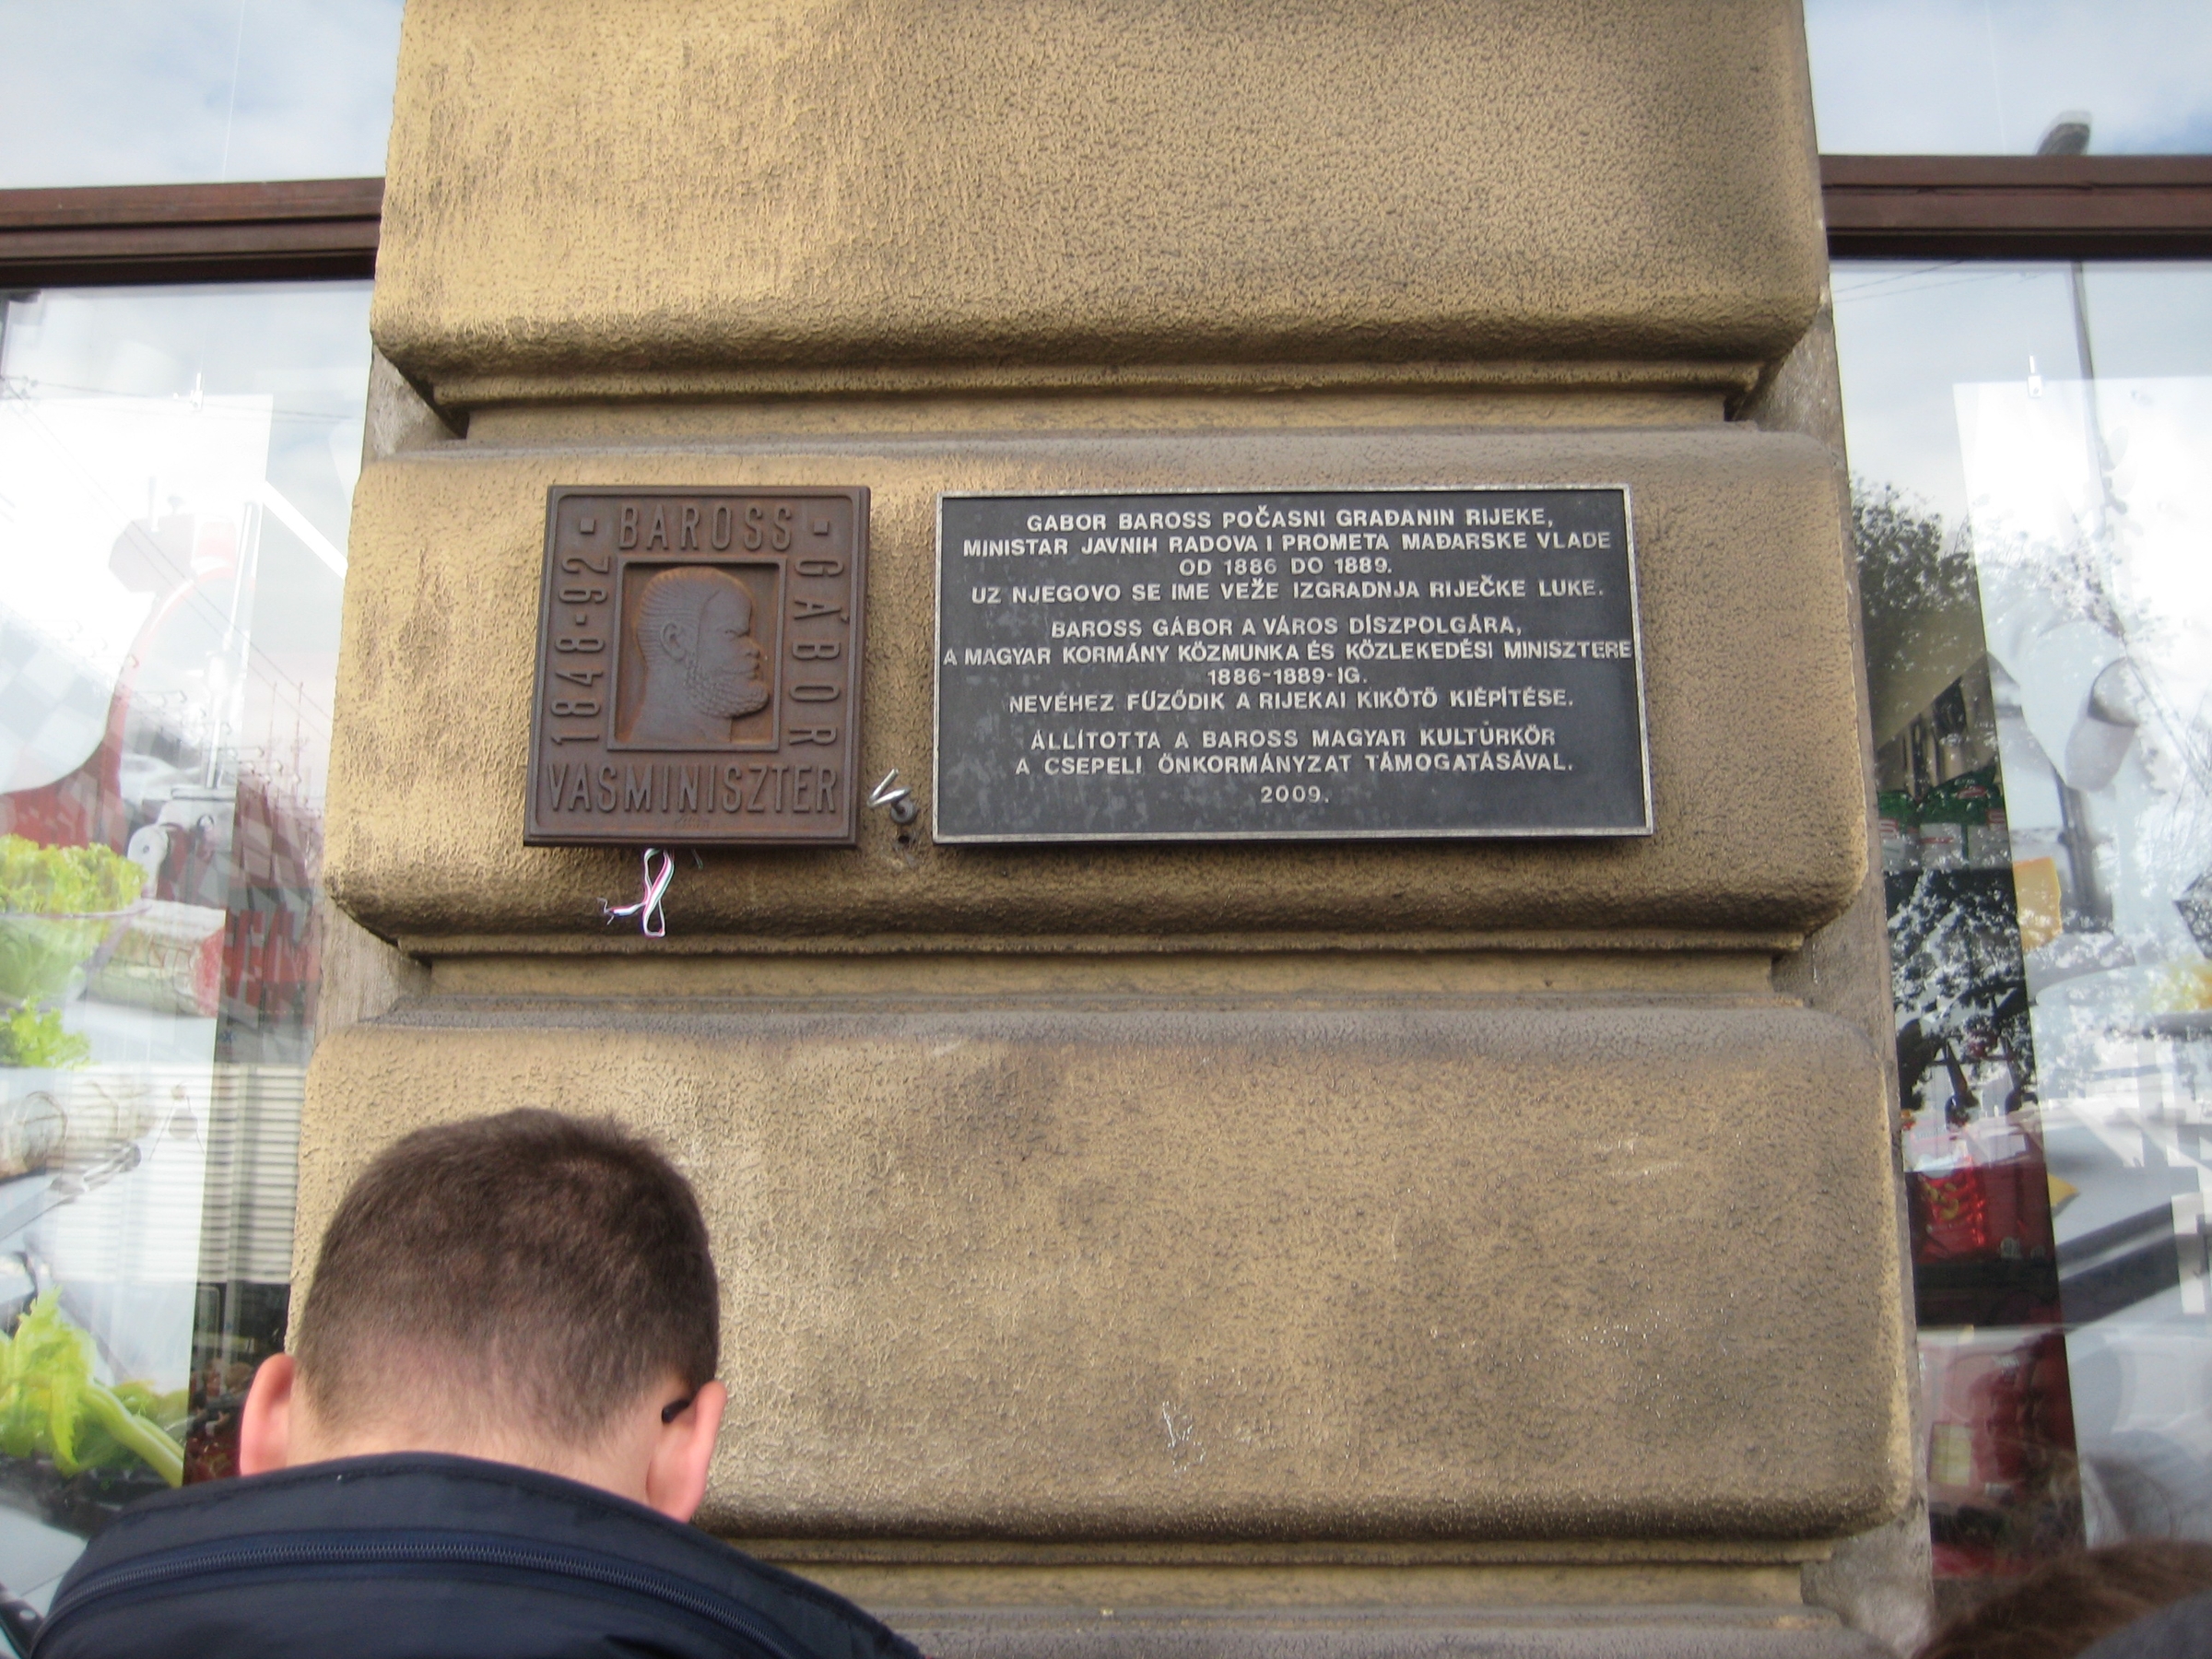 BAROSS
GÁBOR
1848-92
VASMINISZTER
GABOR BAROSS POČASNI GRAĐANIN RIJEKE,
MINISTAR JAVNIH RADOVA I PROMETA MAĐARSKE VLADE
OD 1886 DO 1889.
UZ NJEGOVO SE IME VEŽE IZGRADNJA RIJEČKE LUKE.
BAROSS GÁBOR A VÁROS DÍSZPOLGÁRA,
A MAGYAR KORMÁNY KÖZMUNKA ÉS KÖZLEKEDÉSI MINISZTERE
1886-1889-IG.
NEVÉHEZ FŰZŐDIK A RIJEKAI KIKÖTŐ KIÉPÍTÉSE.
ÁLLÍTOTTA A BAROSS MAGYAR KULTÚRKÖR
A CSEPELI ÖNKORMÁNYZAT TÁMOGATÁSÁVAL.
2009.